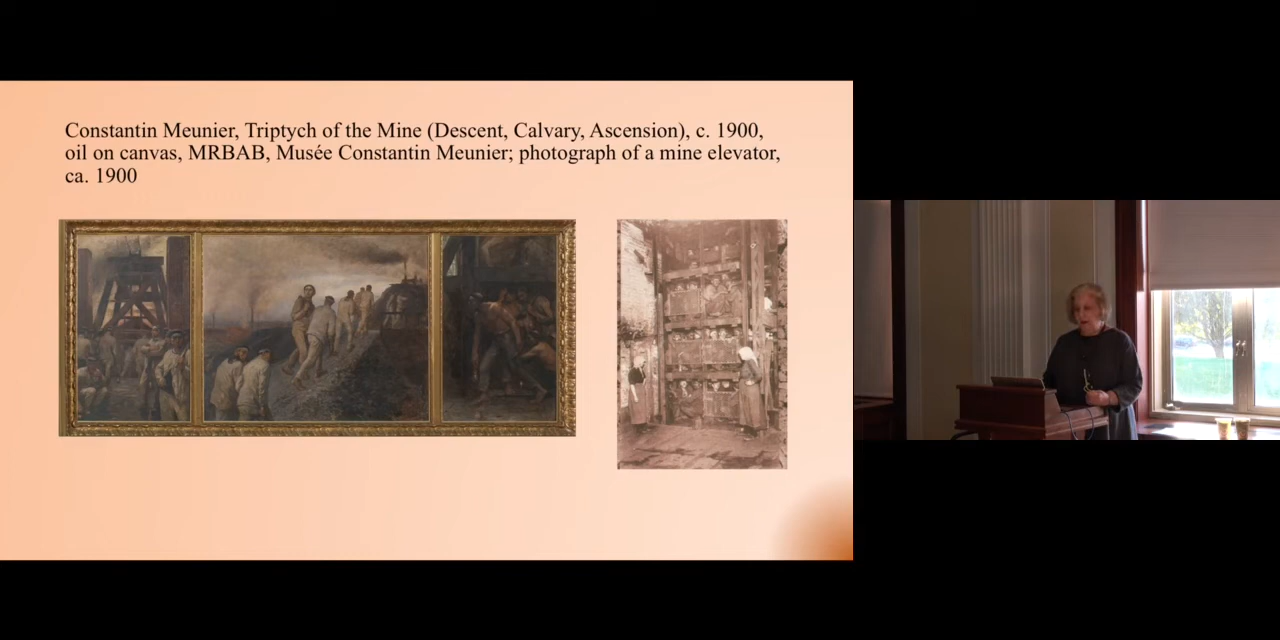 Constantin Meunier, Triptych of the Mine (Descent, Calvary, Ascension), c. 1900,
oil on canvas, MRBAB, Musée Constantin Meunier; photograph of a mine elevator,
ca. 1900